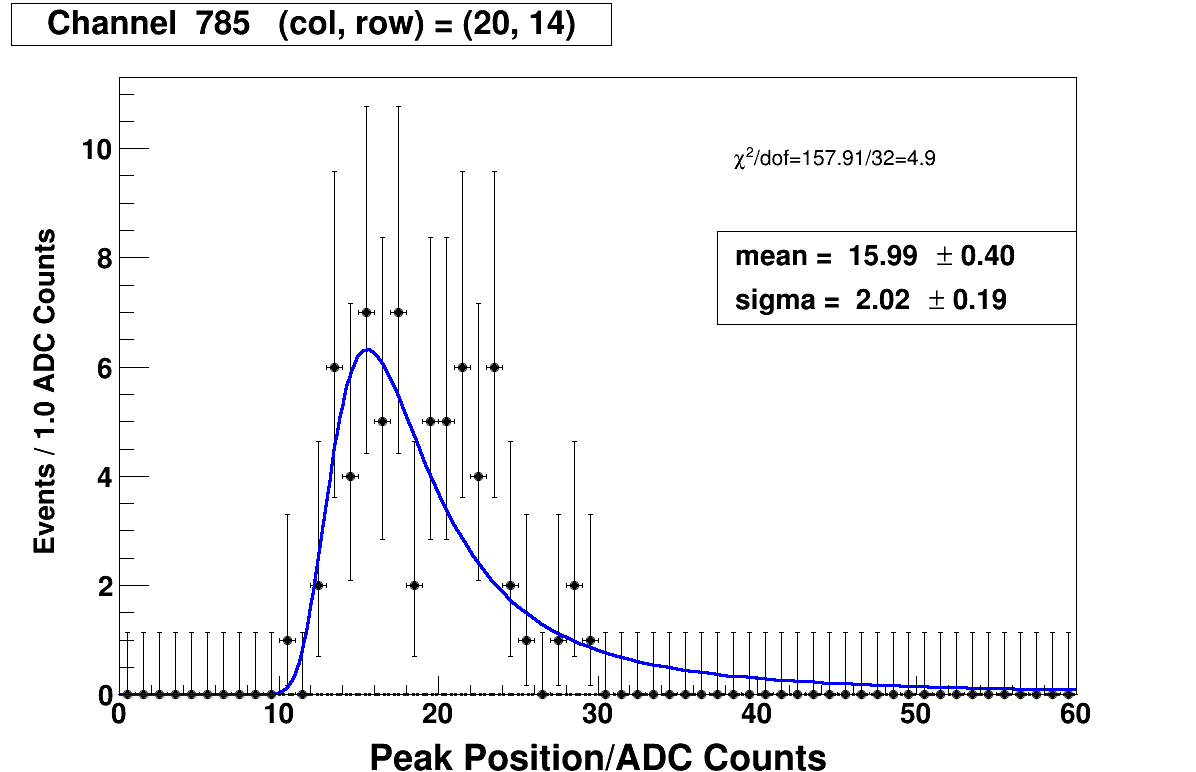 Channel  785   (col, row) = (20, 14)
χ²/dof=157.91/32=4.9
mean =  15.99  ± 0.40
sigma =  2.02  ± 0.19
Events / 1.0 ADC Counts
10
8
6
4
2
0
0 10 20 30 40 50 60
Peak Position/ADC Counts